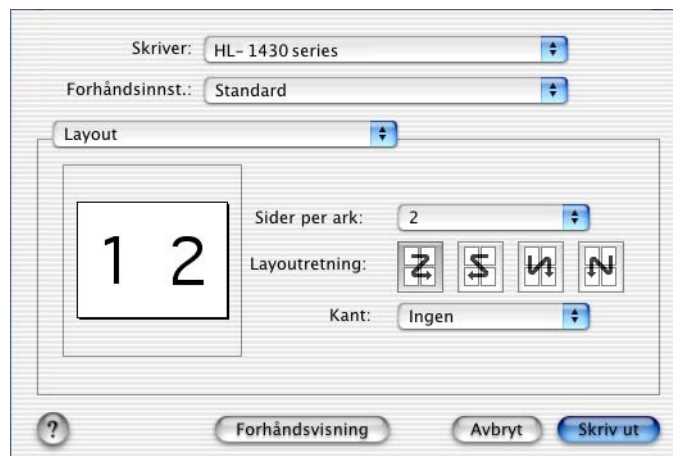 Skriver: HL- 1430 series
Forhåndsinnst.: Standard
Layout
1 2
Sider per ark: 2
Layoutretning:
Kant: Ingen
? Forhåndsvisning Avbryt Skriv ut